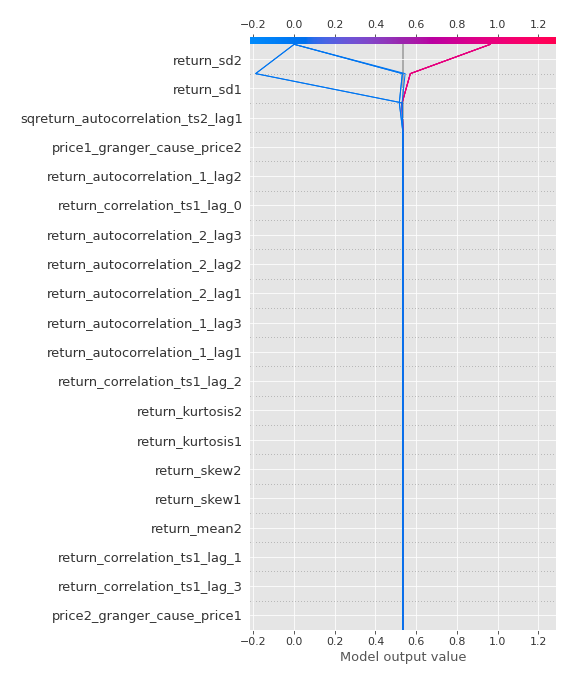 −0.2 0.0 0.2 0.4 0.6 0.8 1.0 1.2
return_sd2
return_sd1
sqreturn_autocorrelation_ts2_lag1
price1_granger_cause_price2
return_autocorrelation_1_lag2
return_correlation_ts1_lag_0
return_autocorrelation_2_lag3
return_autocorrelation_2_lag2
return_autocorrelation_2_lag1
return_autocorrelation_1_lag3
return_autocorrelation_1_lag1
return_correlation_ts1_lag_2
return_kurtosis2
return_kurtosis1
return_skew2
return_skew1
return_mean2
return_correlation_ts1_lag_1
return_correlation_ts1_lag_3
price2_granger_cause_price1
−0.2 0.0 0.2 0.4 0.6 0.8 1.0 1.2
Model output value